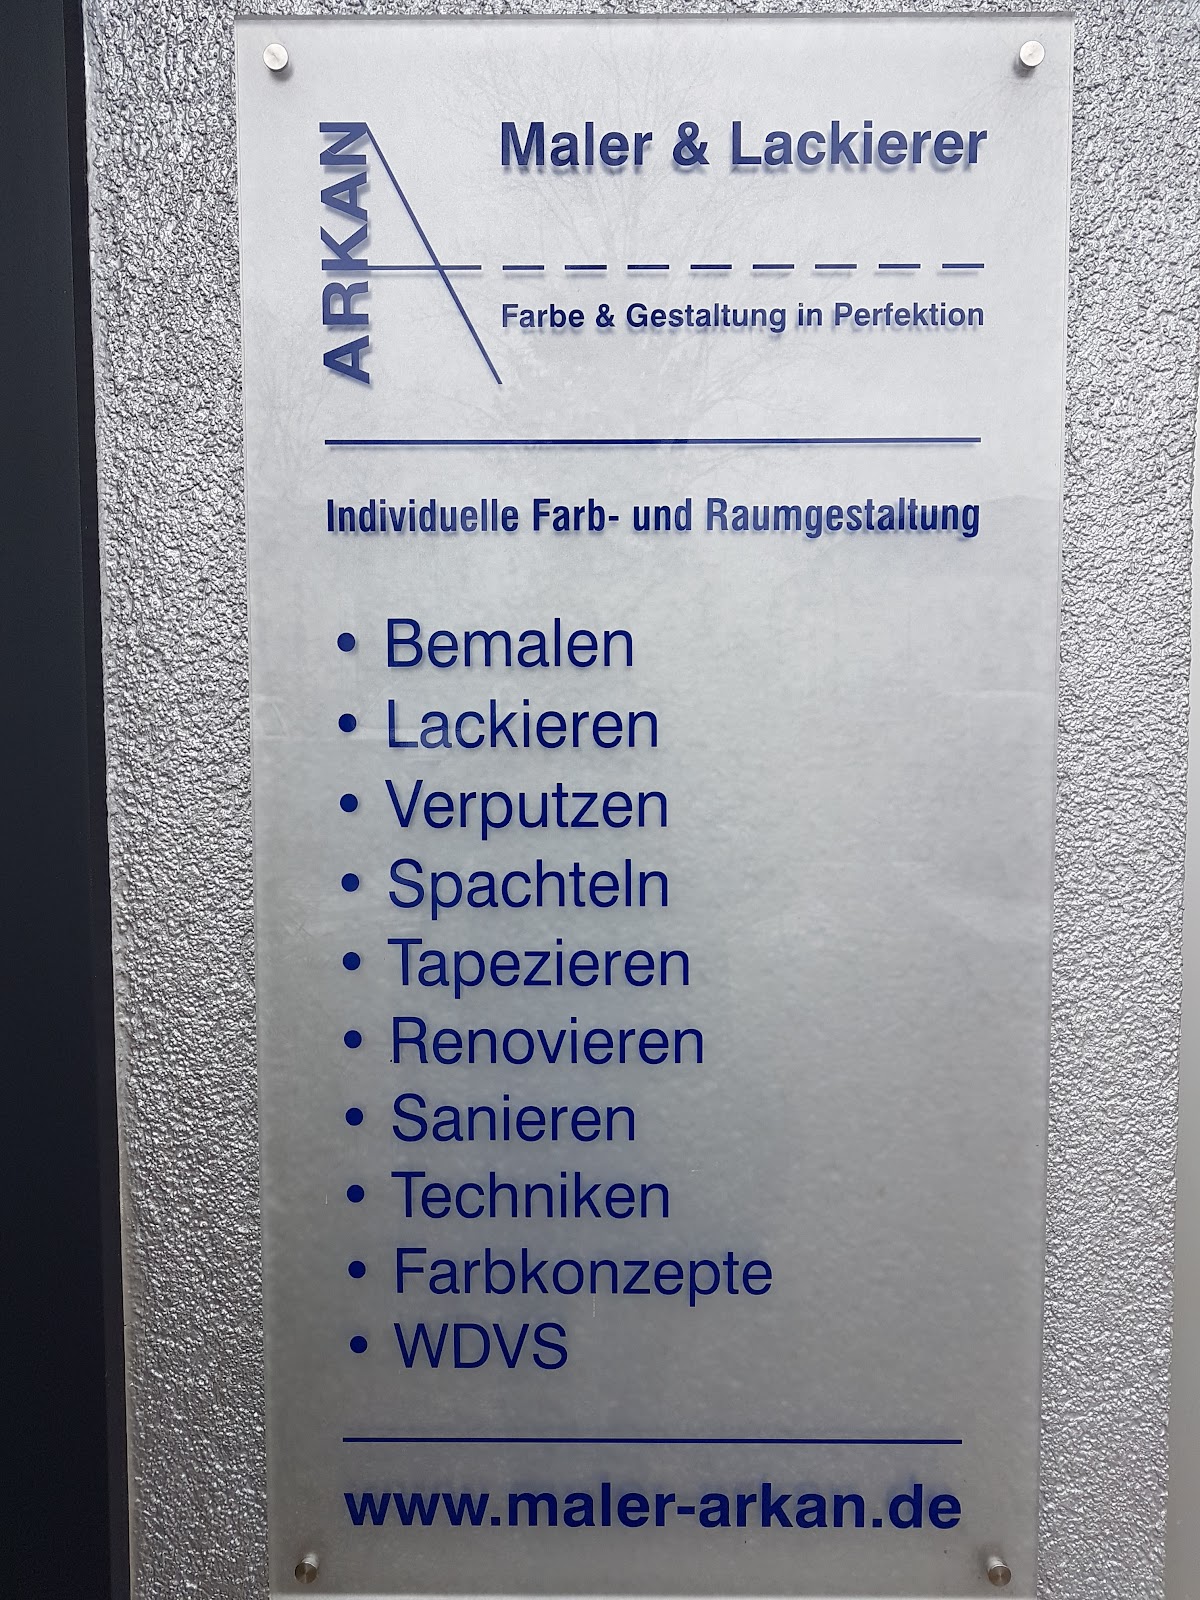 ARKAN
Maler & Lackierer
Farbe & Gestaltung in Perfektion
Individuelle Farb- und Raumgestaltung
• Bemalen
• Lackieren
• Verputzen
• Spachteln
• Tapezieren
• Renovieren
• Sanieren
• Techniken
• Farbkonzepte
• WDVS
www.maler-arkan.de